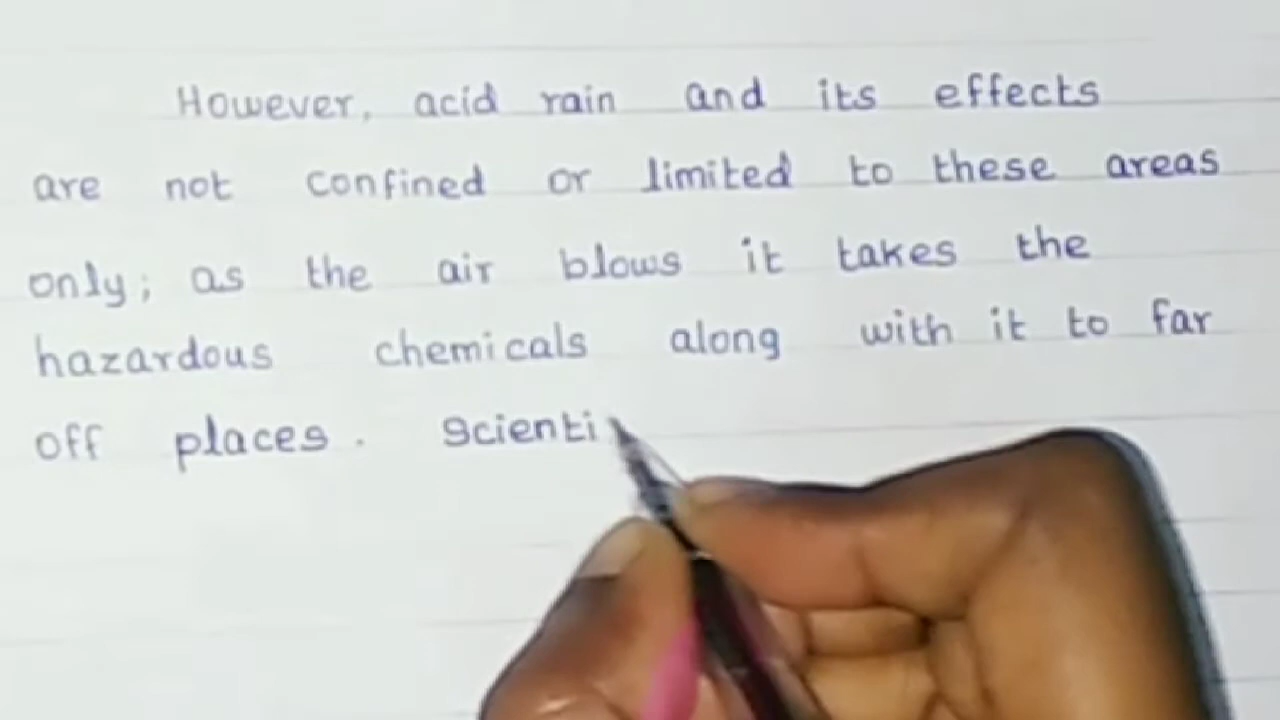 However, acid rain and its effects
are not confined or limited to these areas
only; as the air blows it takes the
hazardous chemicals along with it to far
off places. Scienti